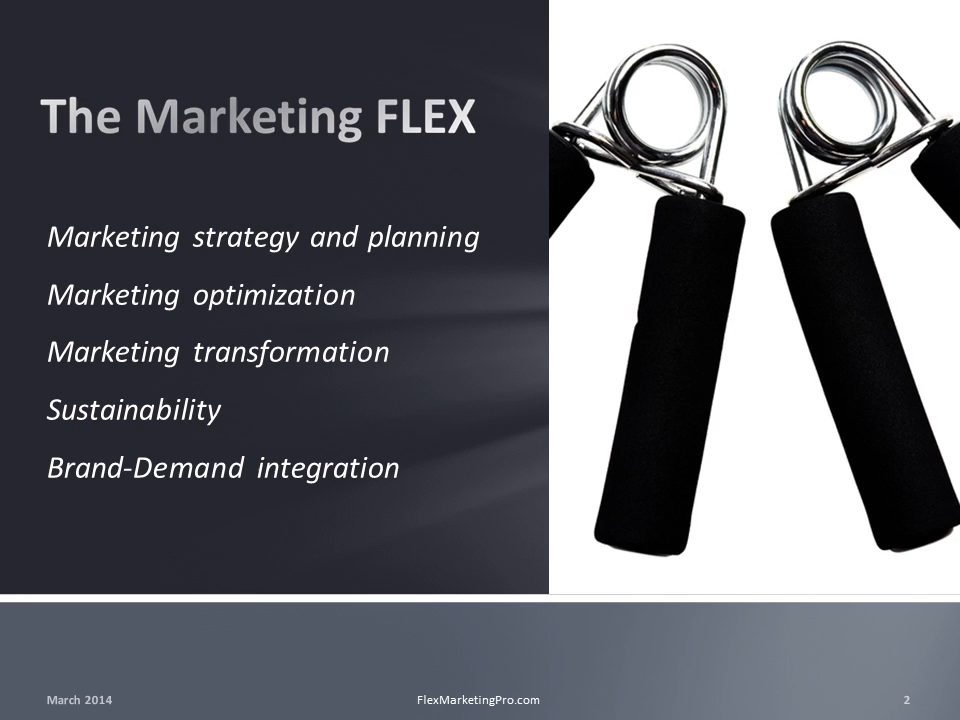 The Marketing FLEX
Marketing strategy and planning
Marketing optimization
Marketing transformation
Sustainability
Brand-Demand integration
March 2014
FlexMarketingPro.com
2